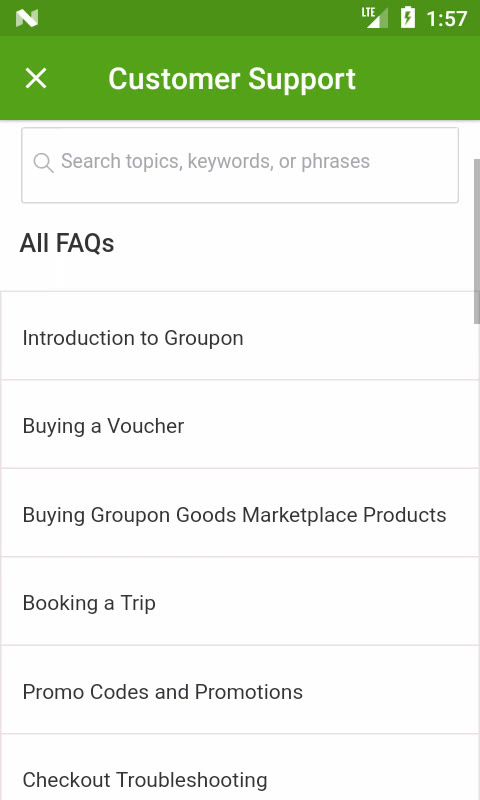 LTE 1:57
Customer Support
Search topics, keywords, or phrases
All FAQs
Introduction to Groupon
Buying a Voucher
Buying Groupon Goods Marketplace Products
Booking a Trip
Promo Codes and Promotions
Checkout Troubleshooting